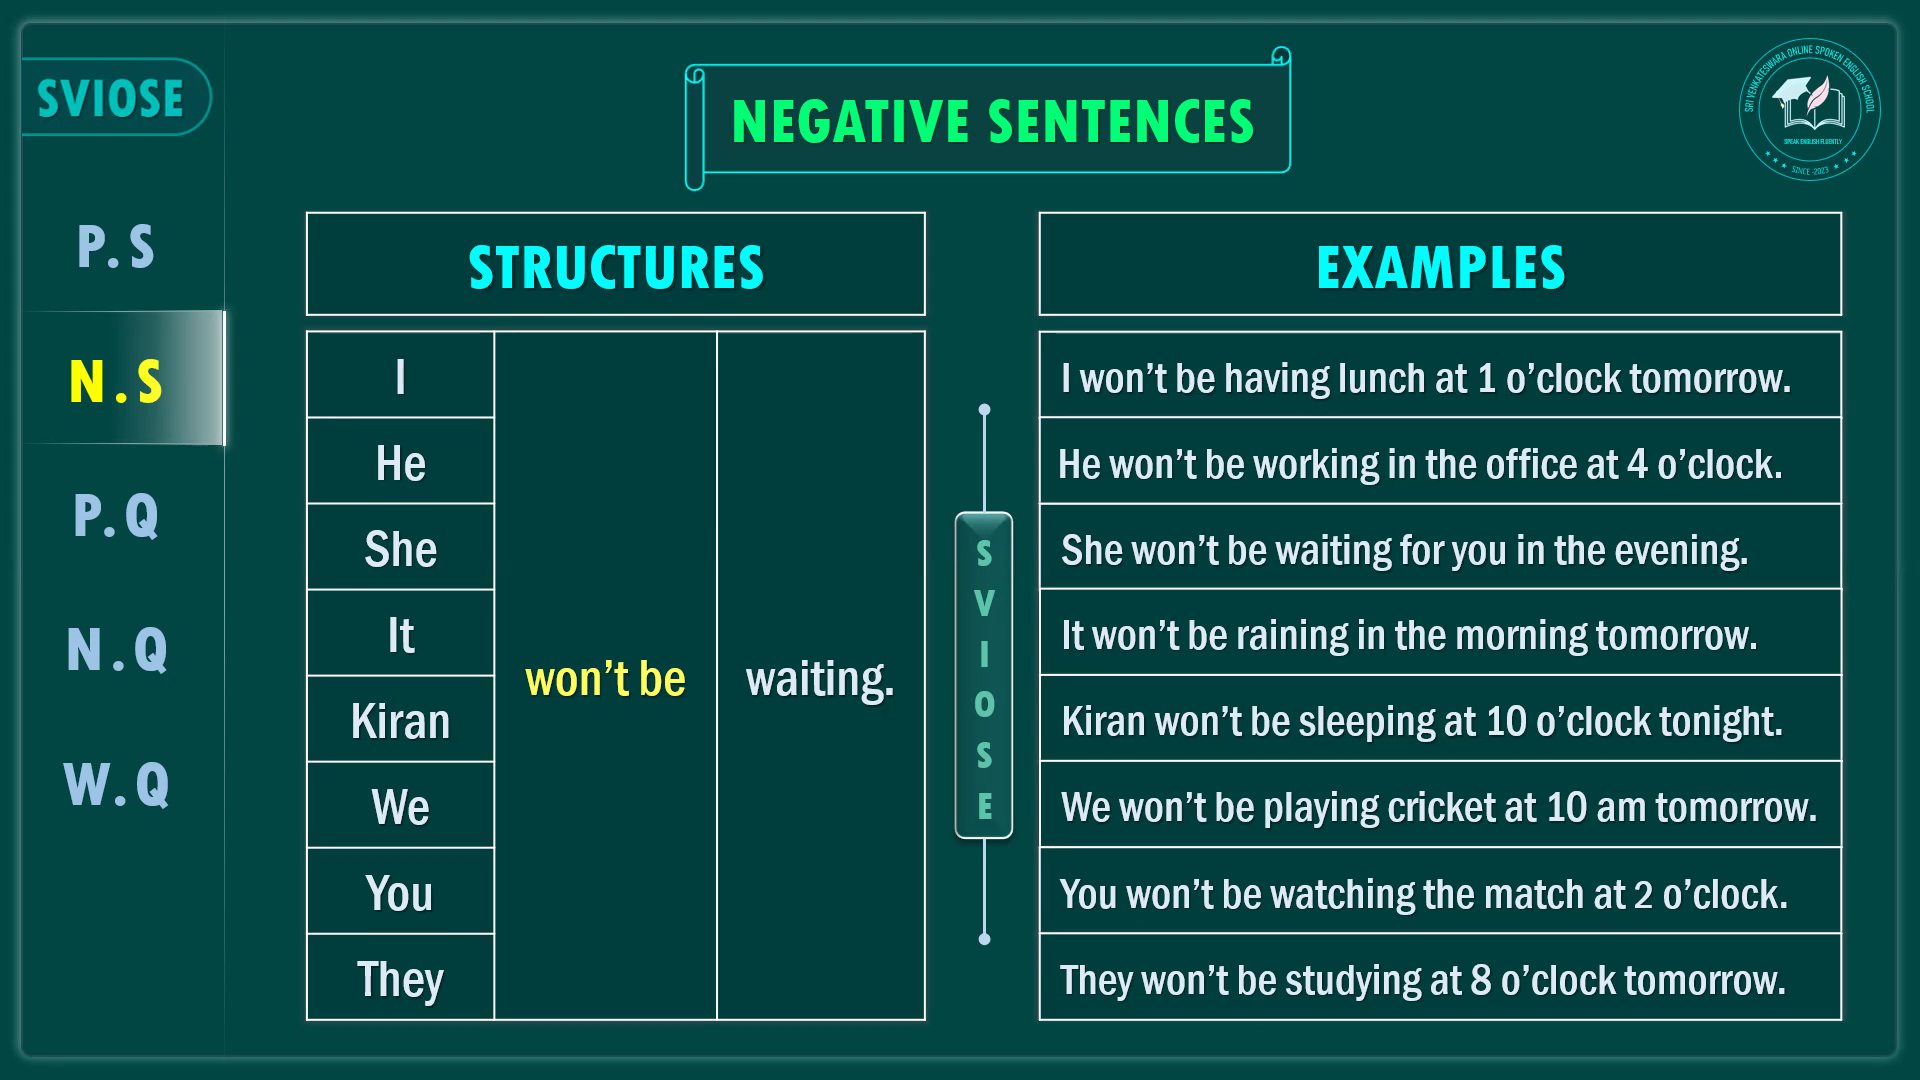 SVIOSE
NEGATIVE SENTENCES
SRI VENKATESWARA ONLINE SPOKEN ENGLISH SCHOOL
SPEAK ENGLISH FLUENTLY
SINCE -2023
P.S
N.S
P.Q
N.Q
W.Q
STRUCTURES
I
He
She
It
Kiran
We
You
They
won’t be
waiting.
SVIOSE
EXAMPLES
I won’t be having lunch at 1 o’clock tomorrow.
He won’t be working in the office at 4 o’clock.
She won’t be waiting for you in the evening.
It won’t be raining in the morning tomorrow.
Kiran won’t be sleeping at 10 o’clock tonight.
We won’t be playing cricket at 10 am tomorrow.
You won’t be watching the match at 2 o’clock.
They won’t be studying at 8 o’clock tomorrow.